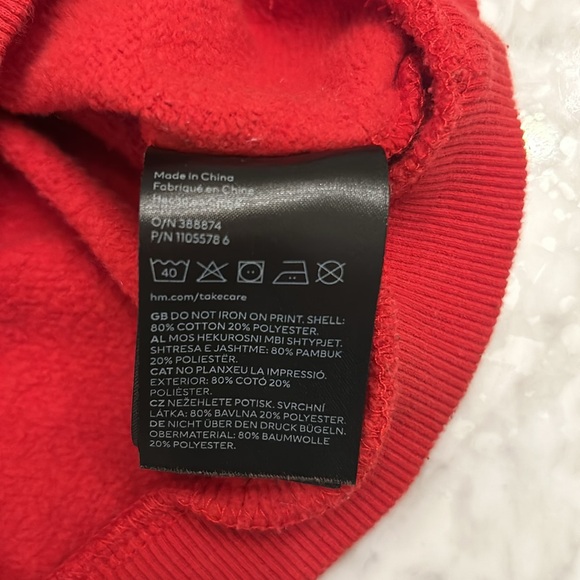 Made in China
Fabriqué en Chine
Hecho en
O/N 388874
P/N 1105578 6
40
hm.com/takecare
GB DO NOT IRON ON PRINT. SHELL:
80% COTTON 20% POLYESTER.
AL MOS HEKUROSNI MBI SHTYPJET.
SHTRESA E JASHTME: 80% PAMBUK
20% POLIESTËR.
CAT NO PLANXEU LA IMPRESSIÓ.
EXTERIOR: 80% COTÓ 20%
POLIÈSTER.
CZ NEŽEHLETE POTISK. SVRCHNÍ
LÁTKA: 80% BAVLNA 20% POLYESTER.
DE NICHT ÜBER DEN DRUCK BÜGELN.
OBERMATERIAL: 80% BAUMWOLLE
20% POLYESTER.